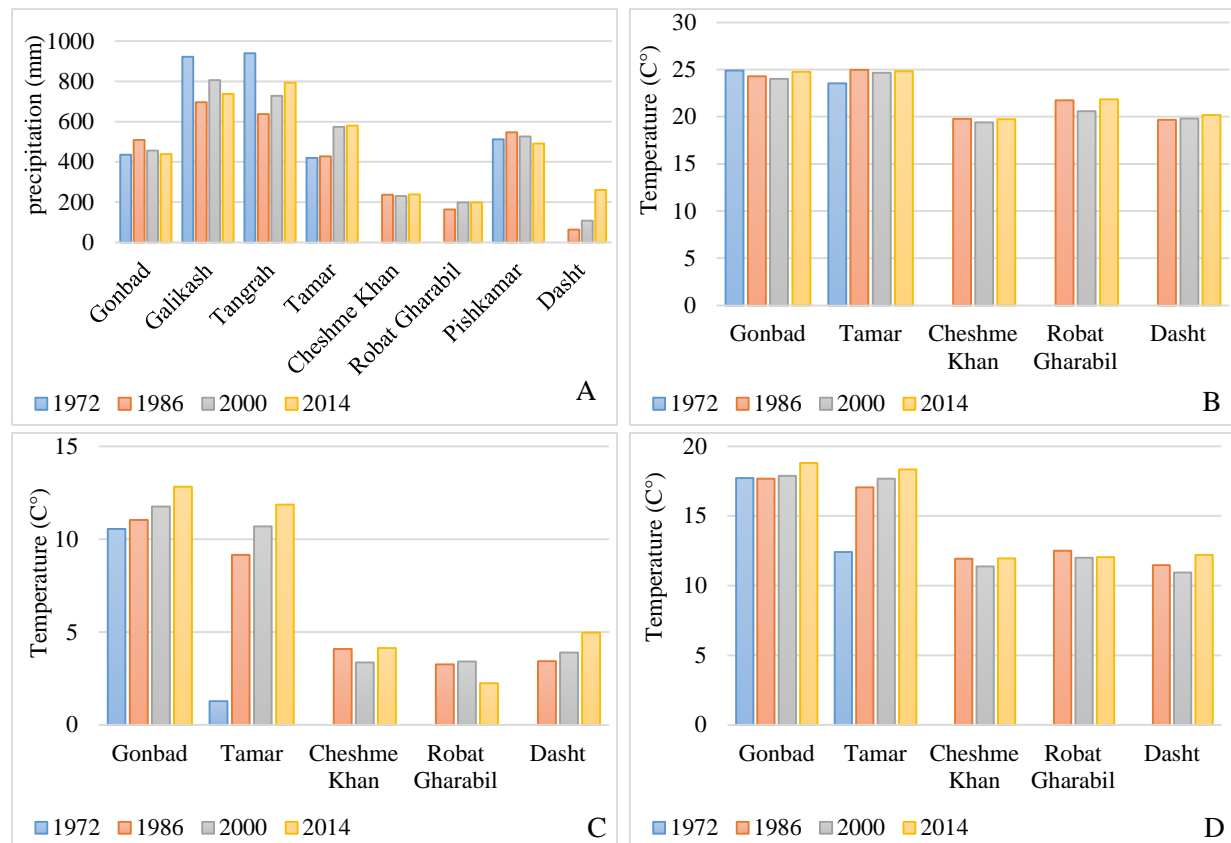 precipitation (mm)
1000
800
600
400
200
0
Gonbad
Galikash
Tangrah
Tamar
Cheshme Khan
Robat Gharabil
Pishkamar
Dasht
1972 1986 2000 2014
A
Temperature (C°)
30
25
20
15
10
5
0
Gonbad Tamar Cheshme Robat Dasht
Khan Gharabil
1972 1986 2000 2014
B
Temperature (C°)
15
10
5
0
Gonbad Tamar Cheshme Robat Dasht
Khan Gharabil
1972 1986 2000 2014
C
Temperature (C°)
20
15
10
5
0
Gonbad Tamar Cheshme Robat Dasht
Khan Gharabil
1972 1986 2000 2014
D